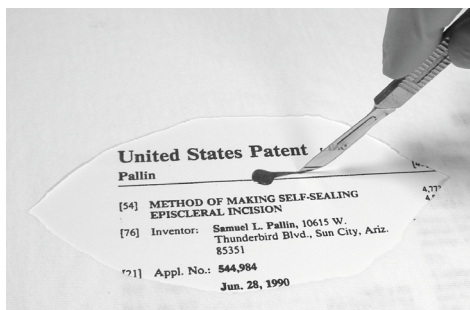 United States Patent
Pallin
[54] METHOD OF MAKING SELF-SEALING
EPISCLERAL INCISION
[76] Inventor: Samuel L. Pallin, 10615 W.
Thunderbird Blvd., Sun City, Ariz.
85351
[21] Appl. No.: 544,984
Jun. 28, 1990